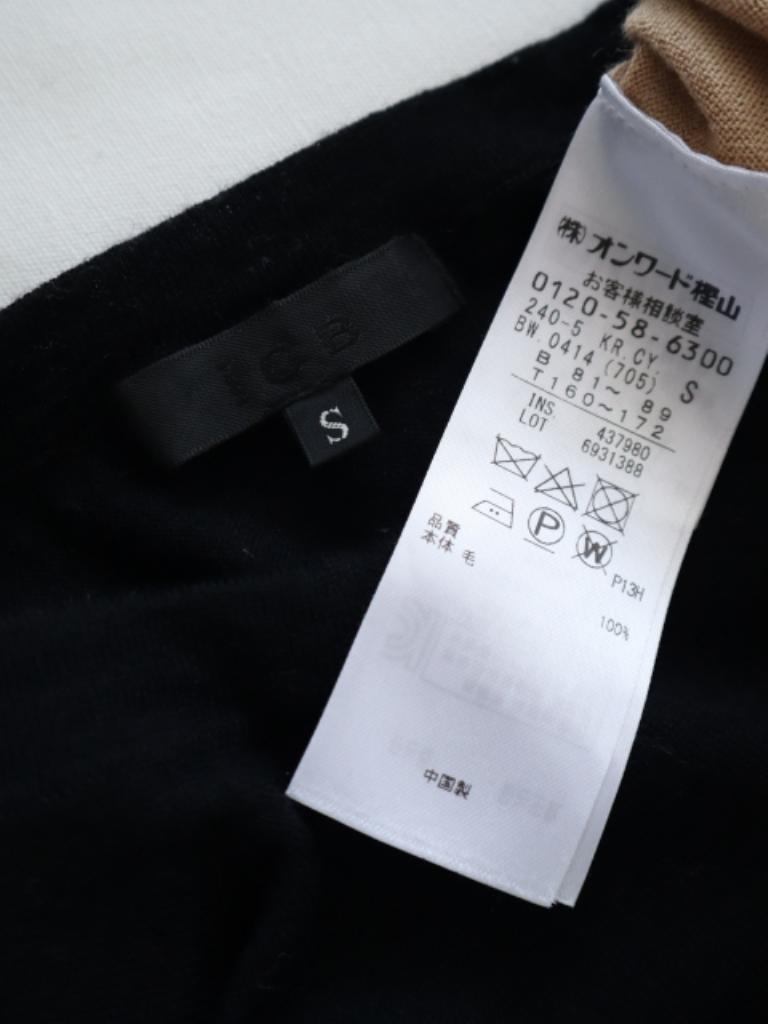 ICB
S
㈱オンワード樫山
お客様相談室
0120-58-6300
240-5 KR.CY. S
BW.0414(705)
B 81～ 89
T160～172
INS. 437980
LOT 6931388
P
W
P13H
品質
本体 毛 100%
中国製